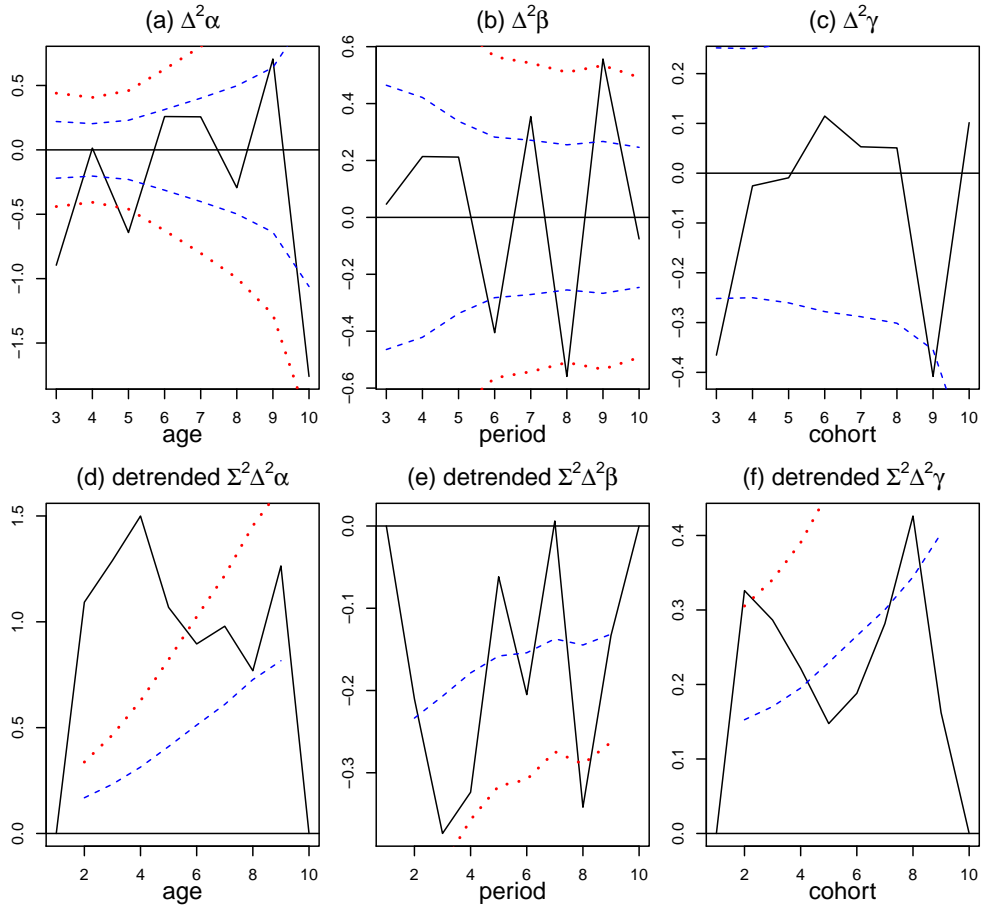 (a) Δ²α
(b) Δ²β
(c) Δ²γ
0.5
0.0
−0.5
−1.0
−1.5
3 4 5 6 7 8 9 10
age
0.6
0.4
0.2
0.0
−0.2
−0.4
−0.6
3 4 5 6 7 8 9 10
period
0.2
0.1
0.0
−0.1
−0.2
−0.3
−0.4
3 4 5 6 7 8 9 10
cohort
(d) detrended Σ²Δ²α
(e) detrended Σ²Δ²β
(f) detrended Σ²Δ²γ
1.5
1.0
0.5
0.0
2 4 6 8 10
age
0.0
−0.1
−0.2
−0.3
2 4 6 8 10
period
0.4
0.3
0.2
0.1
0.0
2 4 6 8 10
cohort